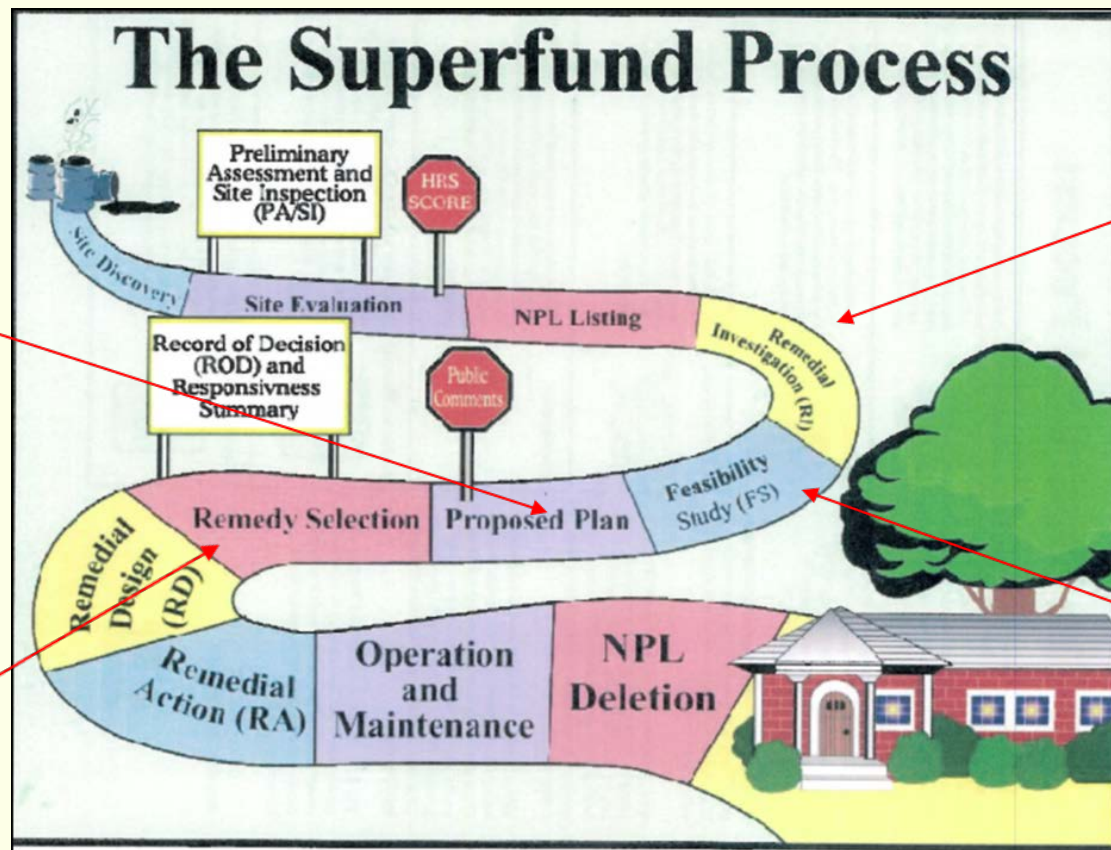 The Superfund Process
Preliminary
Assessment and
Site Inspection
(PA/SI)
HRS
SCORE
Site Discovery
Site Evaluation
NPL Listing
Remedial
Investigation (RI)
Record of Decision
(ROD) and
Responsivness
Summary
Public
Comments
Feasibility
Study (FS)
Proposed Plan
Remedy Selection
Remedial
Design
(RD)
Remedial
Action (RA)
Operation
and
Maintenance
NPL
Deletion